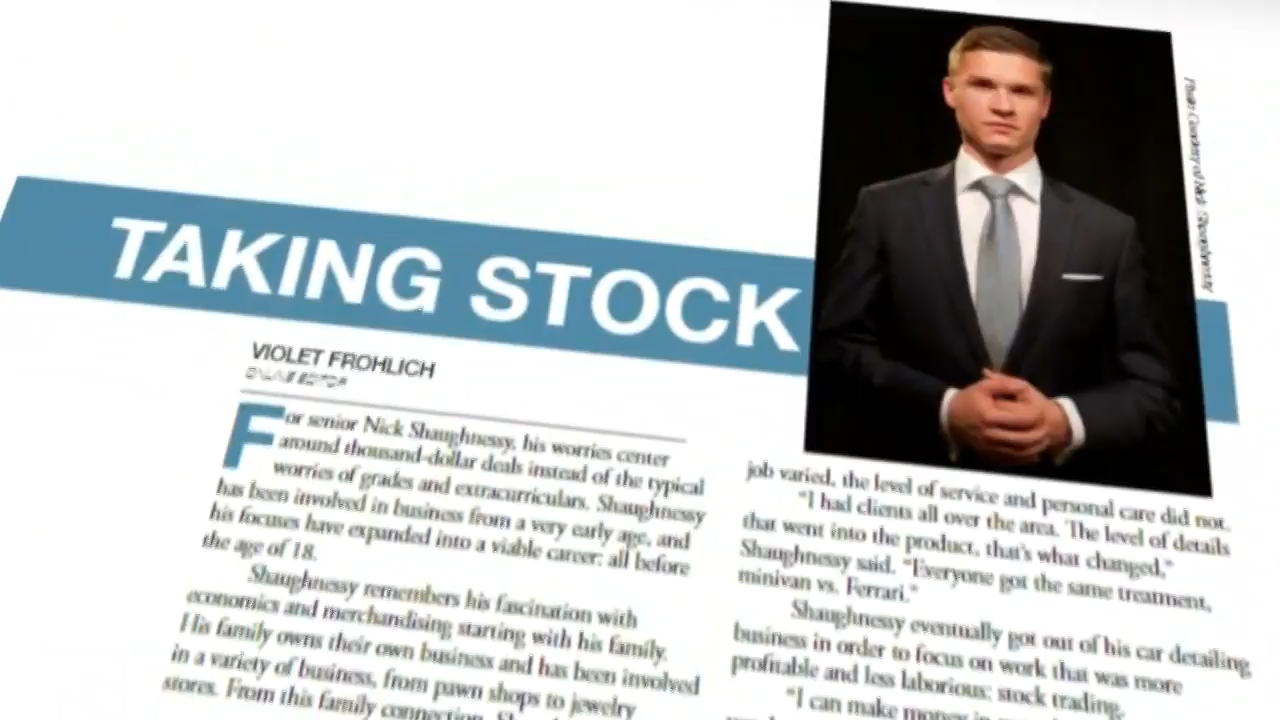 TAKING STOCK
VIOLET FROHLICH
ONLINE EDITOR
For senior Nick Shaughnessy, his worries center
around thousand-dollar deals instead of the typical
worries of grades and extracurriculars. Shaughnessy
has been involved in business from a very early age, and
his focuses have expanded into a viable career: all before
the age of 18.
Shaughnessy remembers his fascination with
economics and merchandising starting with his family.
His family owns their own business and has been involved
in a variety of business, from pawn shops to jewelry
stores. From this family connection,
Photo Courtesy of Nick Shaughnessy
job varied, the level of service and personal care did not.
"I had clients all over the area. The level of details
that went into the product, that's what changed,"
Shaughnessy said. "Everyone got the same treatment,
minivan vs. Ferrari."
Shaughnessy eventually got out of his car detailing
business in order to focus on work that was more
profitable and less laborious: stock trading.
"I can make money in